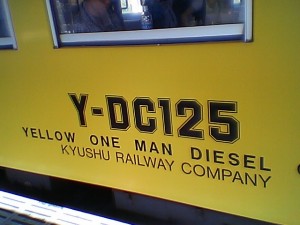 Y-DC125
YELLOW ONE MAN DIESEL
KYUSHU RAILWAY COMPANY